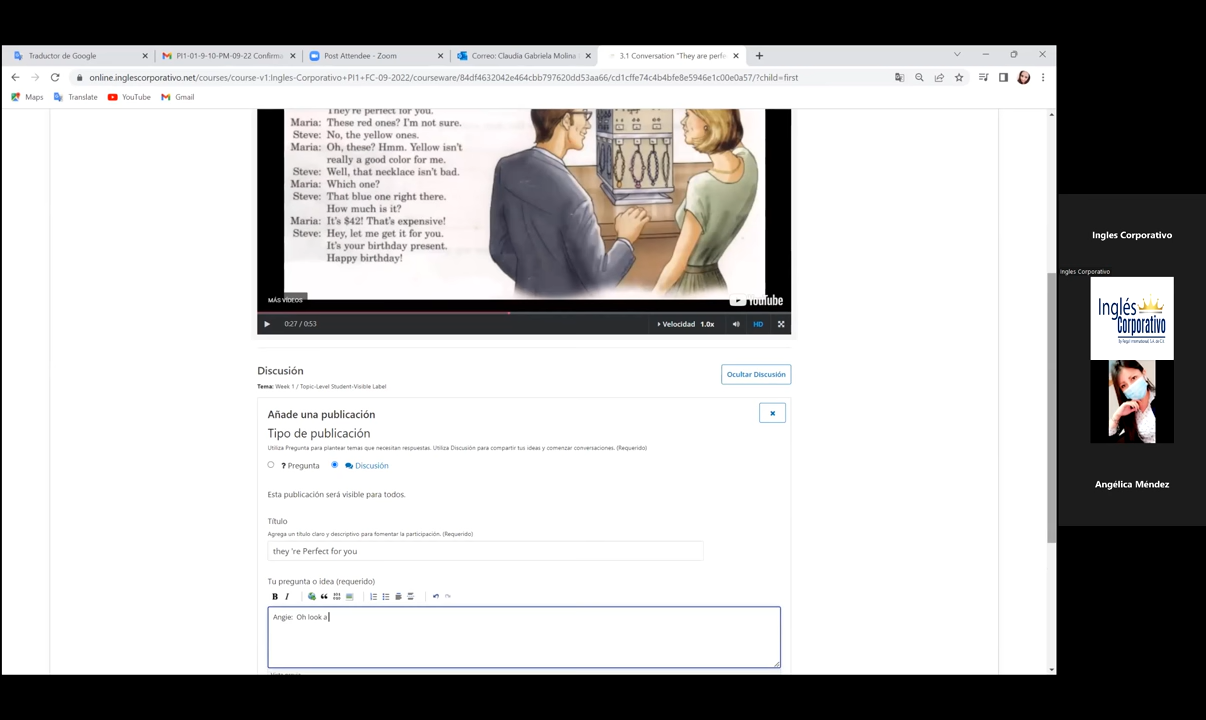 Traductor de Google
PI1-01-9-10-PM-09-22 Confirma
Post Attendee - Zoom
Correo: Claudia Gabriela Molina
3.1 Conversation "They are perfe
online.inglescorporativo.net/courses/course-v1:Ingles-Corporativo+PI1+FC-09-2022/courseware/84df4632042e464cbb797620dd53aa66/cd1cffe74c4b4bfe8e5946e1c00e0a57/?child=first
Maps
Translate
YouTube
Gmail
They're perfect for you.
Maria: These red ones? I'm not sure.
Steve: No, the yellow ones.
Maria: Oh, these? Hmm. Yellow isn't
really a good color for me.
Steve: Well, that necklace isn't bad.
Maria: Which one?
Steve: That blue one right there.
How much is it?
Maria: It's $42! That's expensive!
Steve: Hey, let me get it for you.
It's your birthday present.
Happy birthday!
MÁS VÍDEOS
YouTube
0:27 / 0:53
Velocidad 1.0x
HD
Discusión
Ocultar Discusión
Tema: Week 1 / Topic-Level Student-Visible Label
Añade una publicación
Tipo de publicación
Utiliza Pregunta para plantear temas que necesitan respuestas. Utiliza Discusión para compartir tus ideas y comenzar conversaciones. (Requerido)
? Pregunta
Discusión
Esta publicación será visible para todos.
Título
Agrega un título claro y descriptivo para fomentar la participación. (Requerido)
they 're Perfect for you
Tu pregunta o idea (requerido)
B I
Angie: Oh look a
Ingles Corporativo
Ingles Corporativo
Inglés
Corporativo
Angélica Méndez